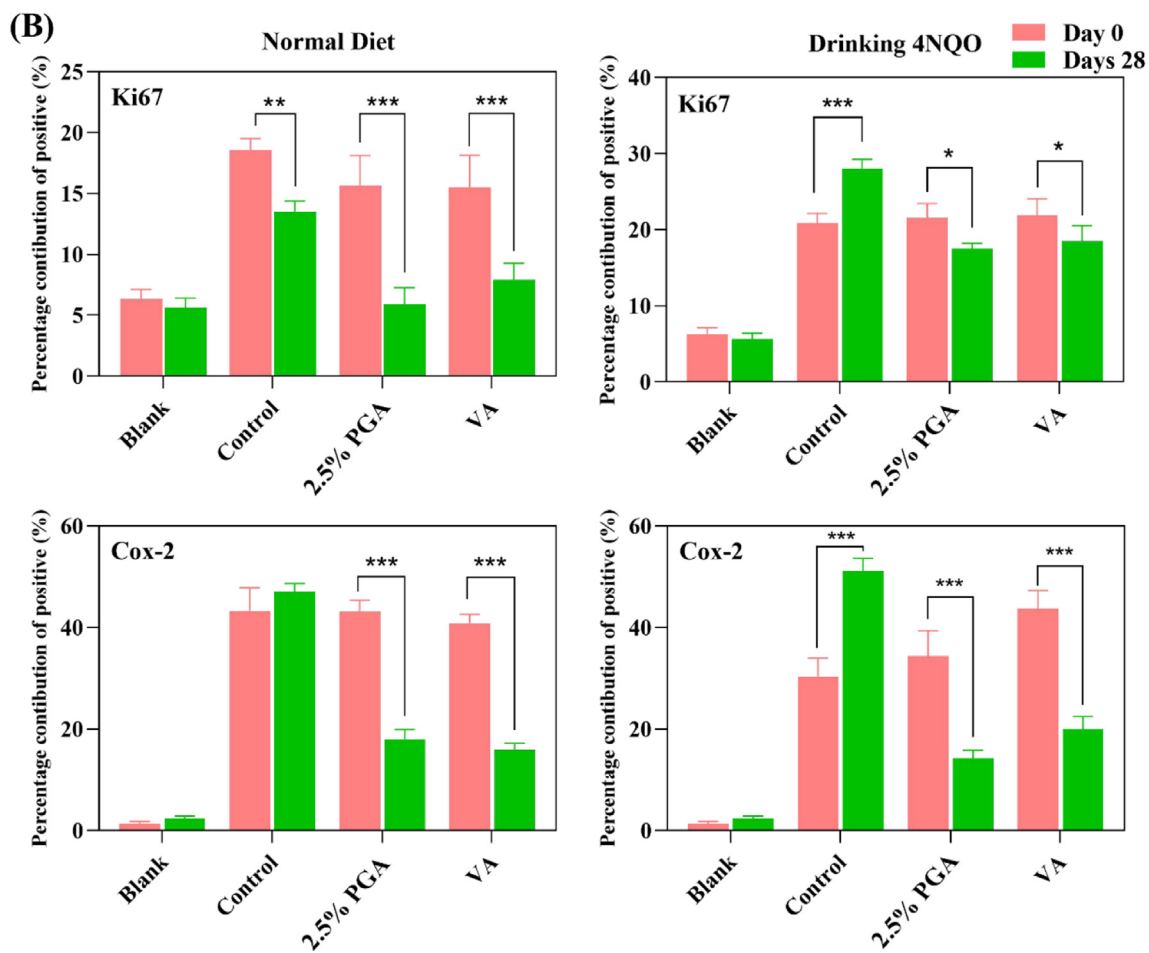 (B)
Normal Diet
Drinking 4NQO
Day 0
Days 28
Percentage contibution of positive (%)
25
20
15
10
5
0
Ki67
**
***
***
Blank
Control
2.5% PGA
VA
Percentage contibution of positive (%)
40
30
20
10
0
Ki67
***
*
*
Blank
Control
2.5% PGA
VA
Percentage contibution of positive (%)
60
40
20
0
Cox-2
***
***
Blank
Control
2.5% PGA
VA
Percentage contibution of positive (%)
60
40
20
0
Cox-2
***
***
***
Blank
Control
2.5% PGA
VA